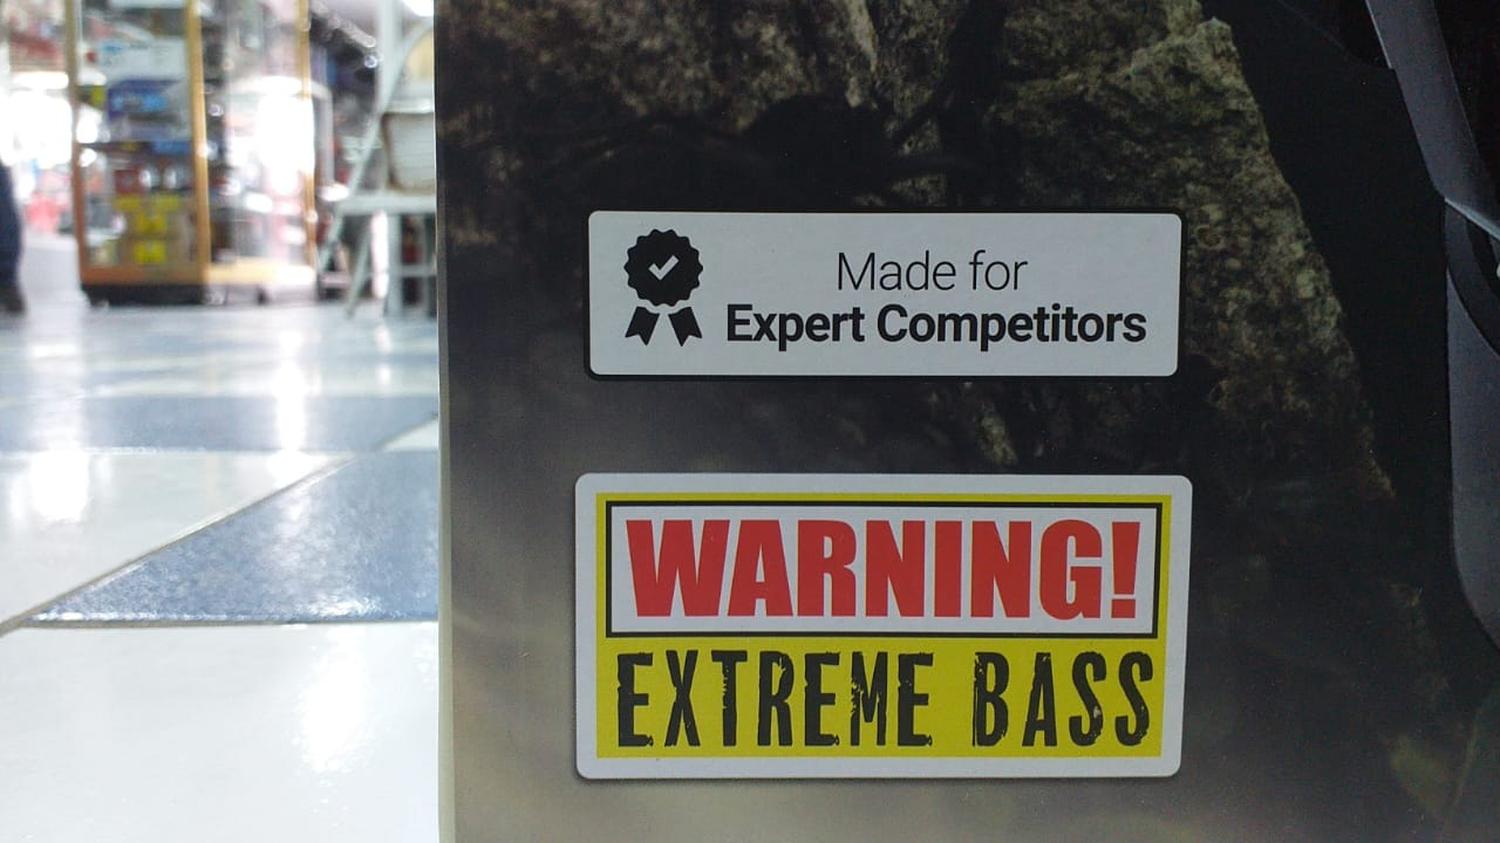 Made for
Expert Competitors
WARNING!
EXTREME BASS